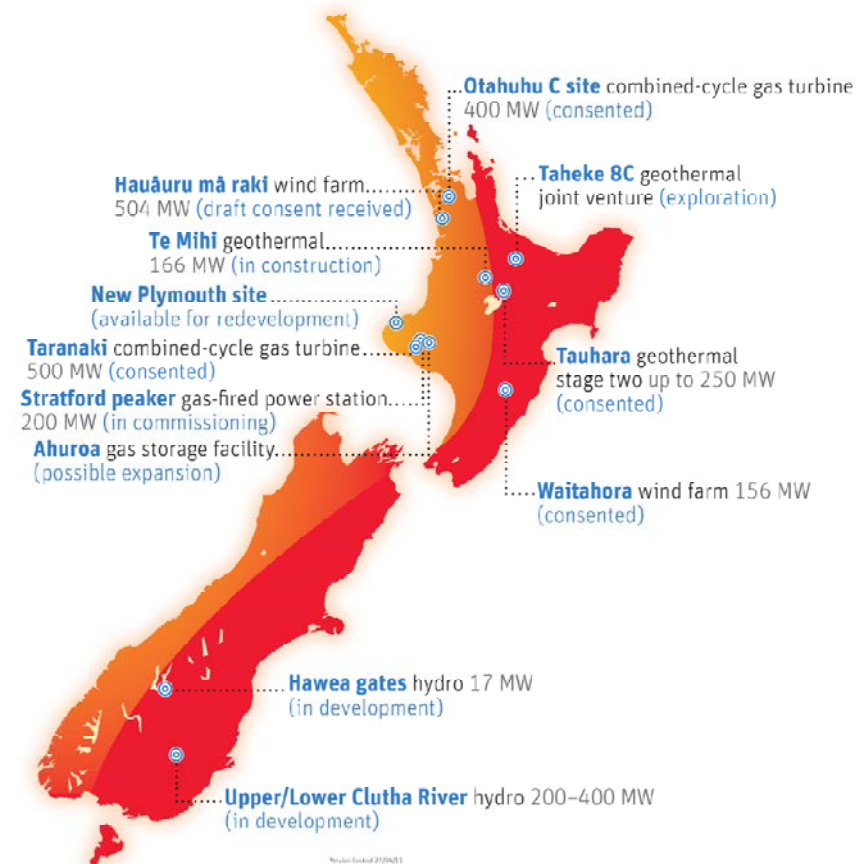 Otahuhu C site combined-cycle gas turbine
400 MW (consented)
Taheke 8C geothermal
joint venture (exploration)
Hauāuru mā raki wind farm
504 MW (draft consent received)
Te Mihi geothermal
166 MW (in construction)
New Plymouth site
(available for redevelopment)
Taranaki combined-cycle gas turbine
500 MW (consented)
Stratford peaker gas-fired power station
200 MW (in commissioning)
Ahuroa gas storage facility
(possible expansion)
Tauhara geothermal
stage two up to 250 MW
(consented)
Waitahora wind farm 156 MW
(consented)
Hawea gates hydro 17 MW
(in development)
Upper/Lower Clutha River hydro 200–400 MW
(in development)